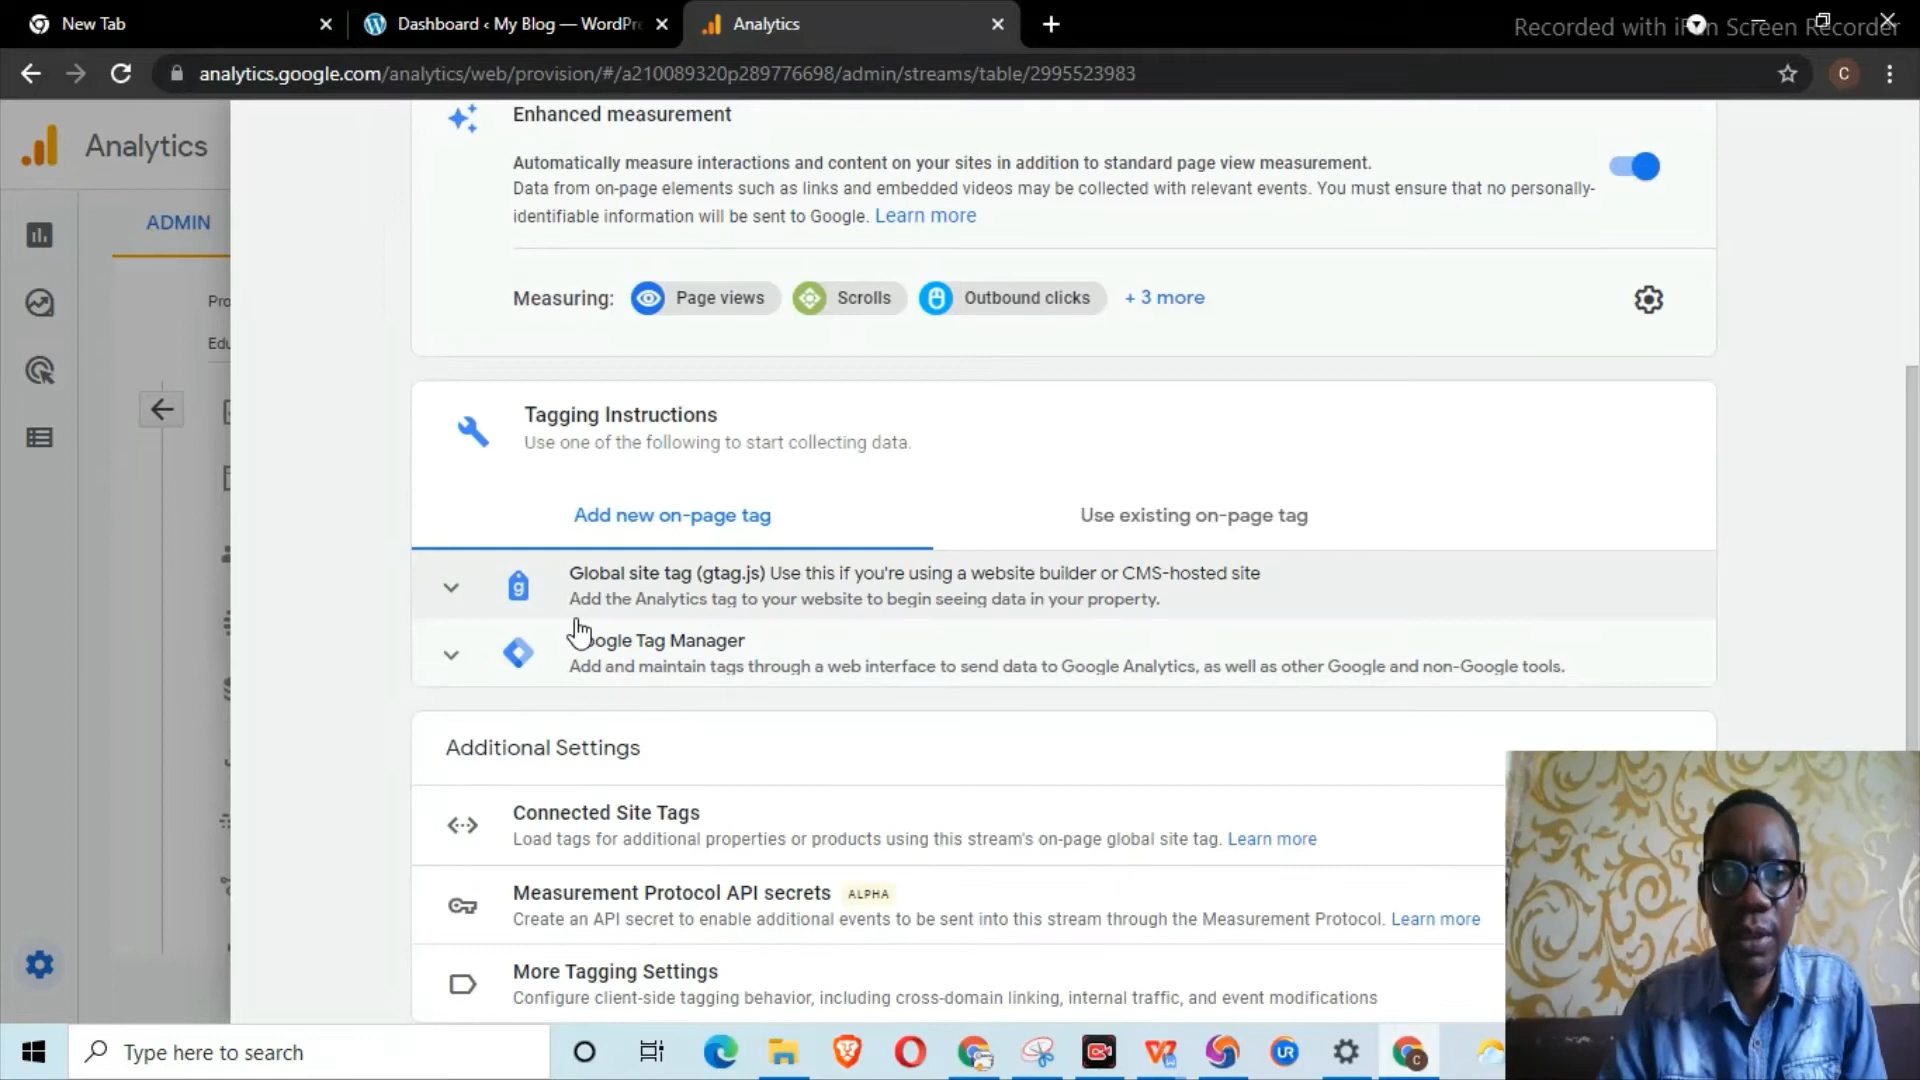 New Tab
Dashboard ‹ My Blog — WordPr
Analytics
Recorded with iFun Screen Recorder
analytics.google.com/analytics/web/provision/#/a210089320p289776698/admin/streams/table/2995523983
C
Analytics
ADMIN
Pro
Edu
Enhanced measurement
Automatically measure interactions and content on your sites in addition to standard page view measurement.
Data from on-page elements such as links and embedded videos may be collected with relevant events. You must ensure that no personally-
identifiable information will be sent to Google. Learn more
Measuring: Page views Scrolls Outbound clicks + 3 more
Tagging Instructions
Use one of the following to start collecting data.
Add new on-page tag Use existing on-page tag
g
Global site tag (gtag.js) Use this if you're using a website builder or CMS-hosted site
Add the Analytics tag to your website to begin seeing data in your property.
Google Tag Manager
Add and maintain tags through a web interface to send data to Google Analytics, as well as other Google and non-Google tools.
Additional Settings
Connected Site Tags
Load tags for additional properties or products using this stream's on-page global site tag. Learn more
Measurement Protocol API secrets ALPHA
Create an API secret to enable additional events to be sent into this stream through the Measurement Protocol. Learn more
More Tagging Settings
Configure client-side tagging behavior, including cross-domain linking, internal traffic, and event modifications
Type here to search
UR
C